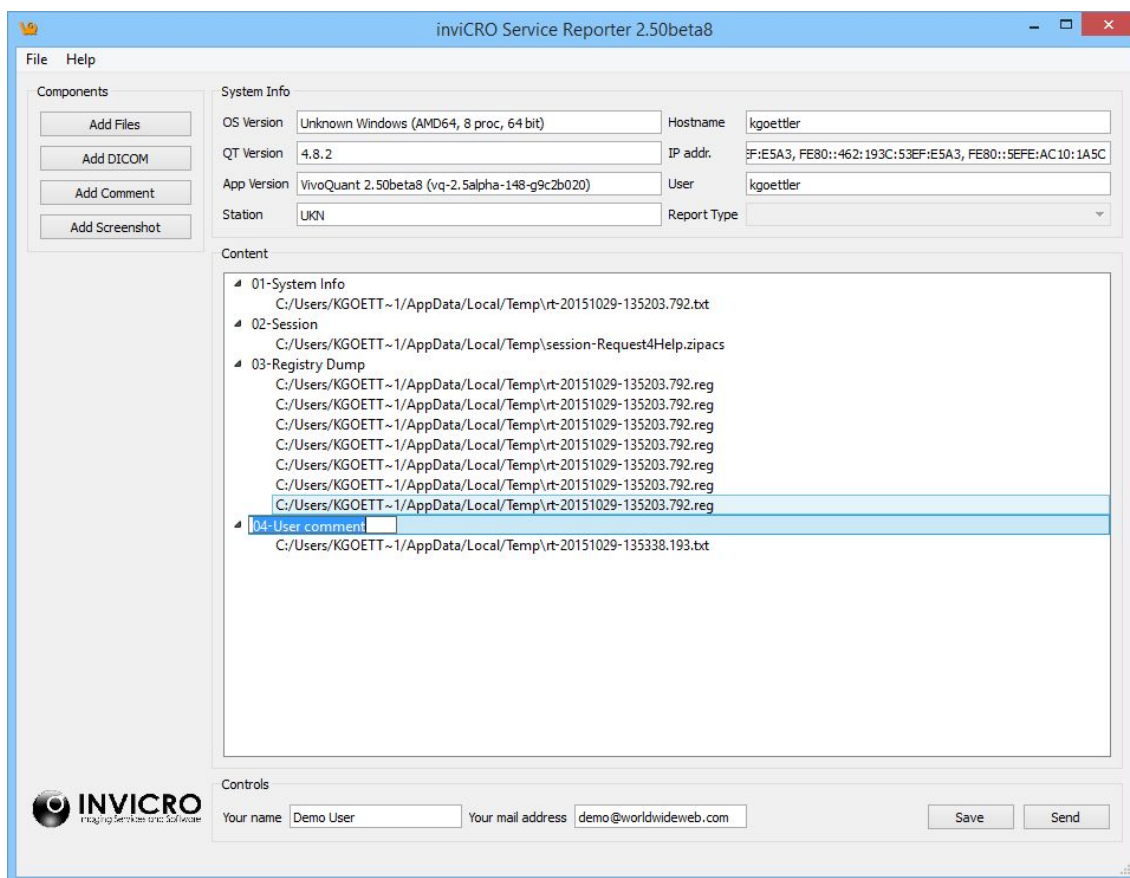 inviCRO Service Reporter 2.50beta8
File Help
Components
Add Files
Add DICOM
Add Comment
Add Screenshot
System Info
OS Version Unknown Windows (AMD64, 8 proc, 64 bit) Hostname kgoettler
QT Version 4.8.2 IP addr. EF:E5A3, FE80::462:193C:53EF:E5A3, FE80::5EFE:AC10:1A5C
App Version VivoQuant 2.50beta8 (vq-2.5alpha-148-g9c2b020) User kgoettler
Station UKN Report Type
Content
01-System Info
C:/Users/KGOETT~1/AppData/Local/Temp\rt-20151029-135203.792.txt
02-Session
C:/Users/KGOETT~1/AppData/Local/Temp\session-Request4Help.zipacs
03-Registry Dump
C:/Users/KGOETT~1/AppData/Local/Temp\rt-20151029-135203.792.reg
C:/Users/KGOETT~1/AppData/Local/Temp\rt-20151029-135203.792.reg
C:/Users/KGOETT~1/AppData/Local/Temp\rt-20151029-135203.792.reg
C:/Users/KGOETT~1/AppData/Local/Temp\rt-20151029-135203.792.reg
C:/Users/KGOETT~1/AppData/Local/Temp\rt-20151029-135203.792.reg
C:/Users/KGOETT~1/AppData/Local/Temp\rt-20151029-135203.792.reg
C:/Users/KGOETT~1/AppData/Local/Temp\rt-20151029-135203.792.reg
04-User comment
C:/Users/KGOETT~1/AppData/Local/Temp\rt-20151029-135338.193.txt
INVICRO
Imaging Services and Software
Controls
Your name Demo User Your mail address demo@worldwideweb.com Save Send